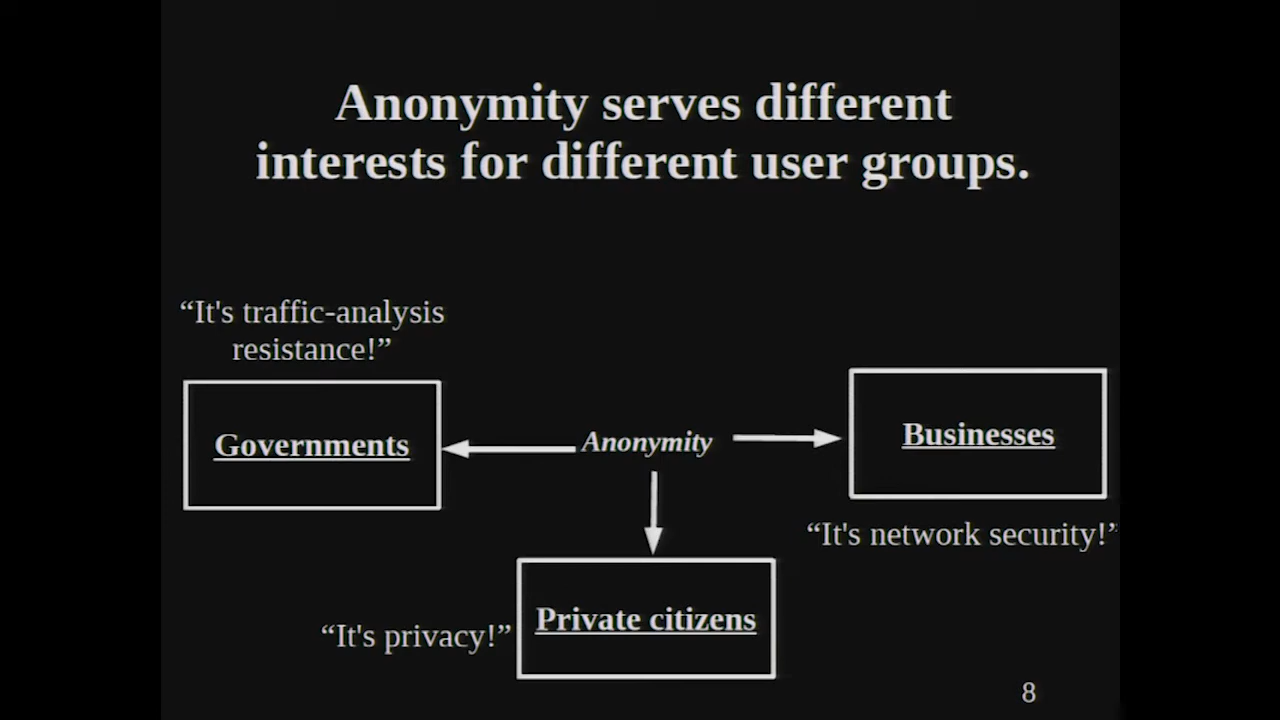 Anonymity serves different
interests for different user groups.
“It's traffic-analysis
resistance!”
Governments
Anonymity
Businesses
“It's network security!”
“It's privacy!”
Private citizens
8